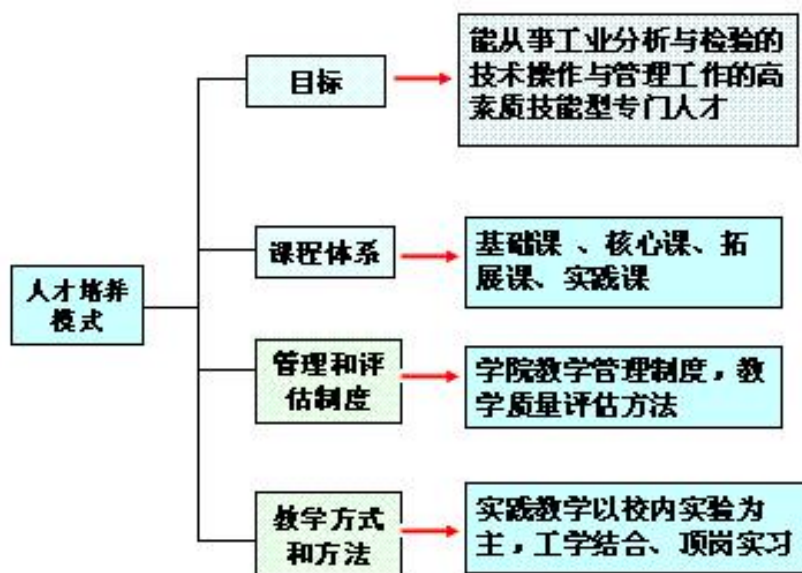 目标
能从事工业分析与检验的
技术操作与管理工作的高
素质技能型专门人才
课程体系
基础课 、核心课、拓
展课、实践课
人才培养
模式
管理和评
估制度
学院教学管理制度，教
学质量评估方法
教学方式
和方法
实践教学以校内实验为
主，工学结合、顶岗实习